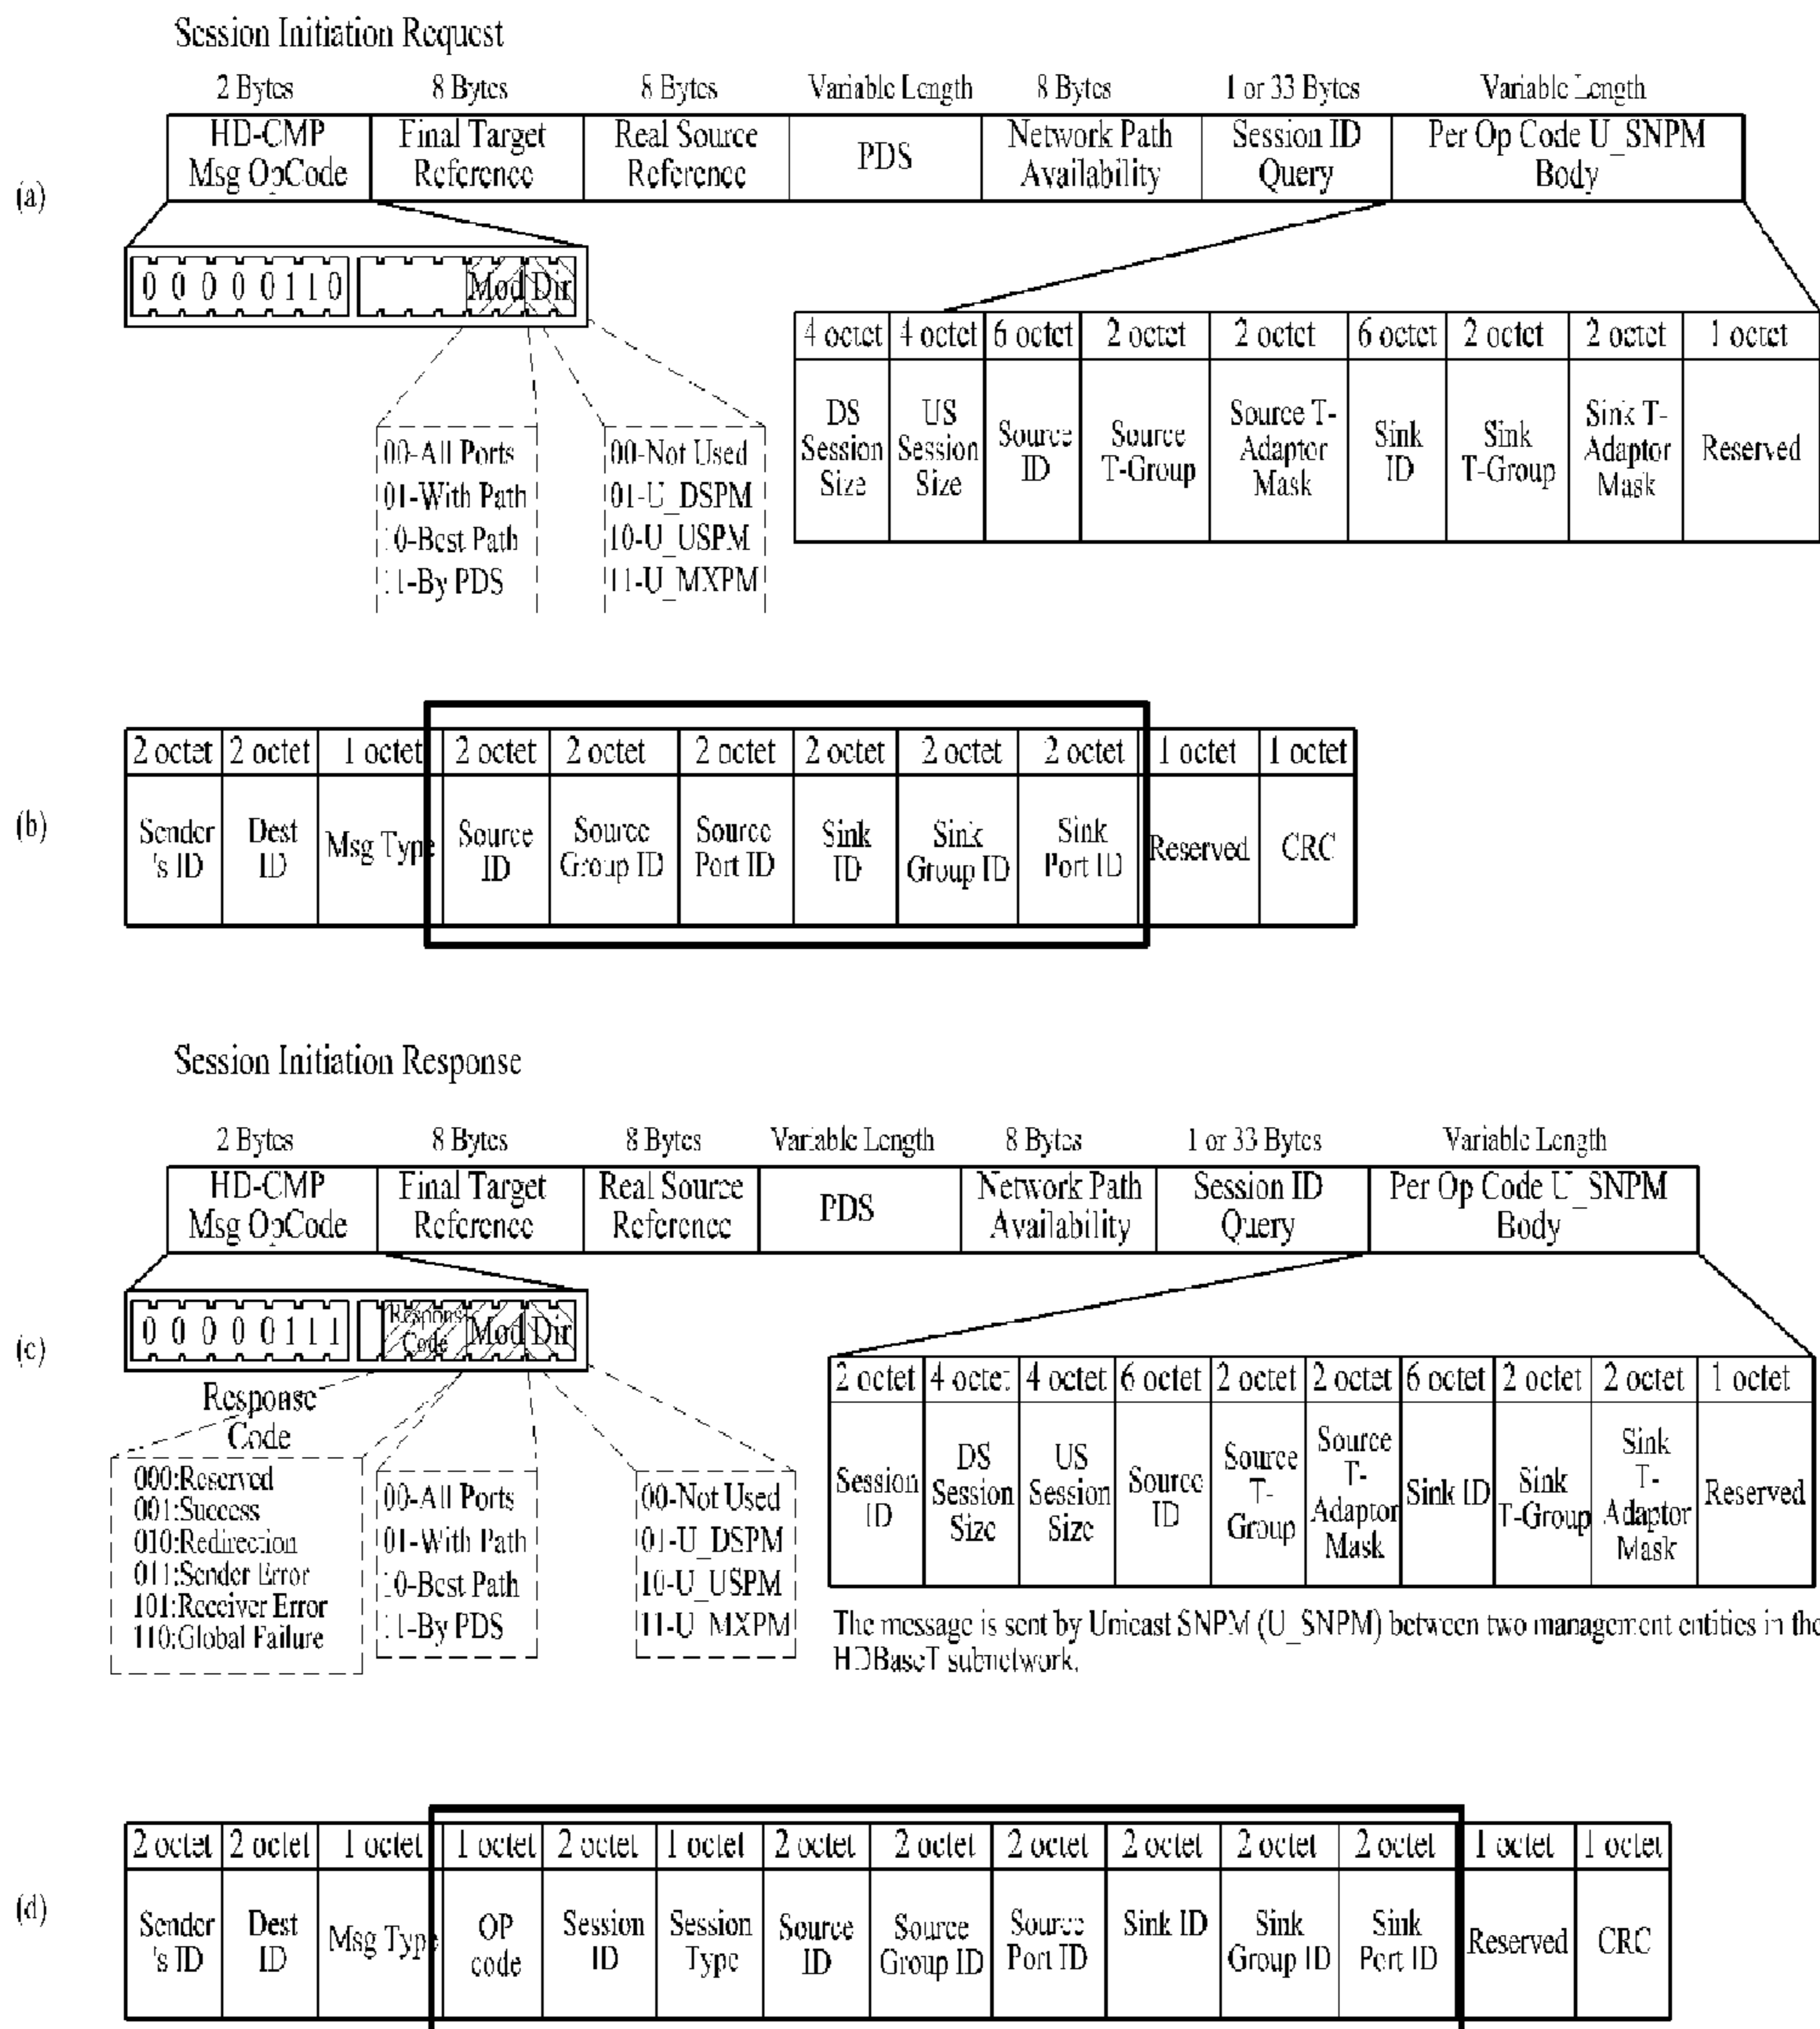 Session Initiation Request
2 Bytes 8 Bytes 8 Bytes Variable Length 8 Bytes 1 or 33 Bytes Variable Length
HD-CMP Msg OpCode Final Target Reference Real Source Reference PDS Network Path Availability Session ID Query Per Op Code U_SNPM Body
(a)
0 0 0 0 0 1 1 0 Mod Dir
00-All Ports
01-With Path
10-Best Path
11-By PDS
00-Not Used
01-U_DSPM
10-U_USPM
11-U_MXPM
4 octet 4 octet 6 octet 2 octet 2 octet 6 octet 2 octet 2 octet 1 octet
DS Session Size US Session Size Source ID Source T-Group Source T-Adaptor Mask Sink ID Sink T-Group Sink T-Adaptor Mask Reserved
(b)
2 octet 2 octet 1 octet 2 octet 2 octet 2 octet 2 octet 2 octet 2 octet 1 octet 1 octet
Sender's ID Dest ID Msg Type Source ID Source Group ID Source Port ID Sink ID Sink Group ID Sink Port ID Reserved CRC
Session Initiation Response
2 Bytes 8 Bytes 8 Bytes Variable Length 8 Bytes 1 or 33 Bytes Variable Length
HD-CMP Msg OpCode Final Target Reference Real Source Reference PDS Network Path Availability Session ID Query Per Op Code U_SNPM Body
(c)
0 0 0 0 0 1 1 1 Respons Code Mod Dir
Response Code
000:Reserved
001:Success
010:Redirection
011:Sender Error
101:Receiver Error
110:Global Failure
00-All Ports
01-With Path
10-Best Path
11-By PDS
00-Not Used
01-U_DSPM
10-U_USPM
11-U_MXPM
2 octet 4 octet 4 octet 6 octet 2 octet 2 octet 6 octet 2 octet 2 octet 1 octet
Session ID DS Session Size US Session Size Source ID Source T-Group Source T-Adaptor Mask Sink ID Sink T-Group Sink T-Adaptor Mask Reserved
The message is sent by Unicast SNPM (U_SNPM) between two management entities in the
HDBaseT subnetwork.
(d)
2 octet 2 octet 1 octet 1 octet 2 octet 1 octet 2 octet 2 octet 2 octet 2 octet 2 octet 2 octet 1 octet 1 octet
Sender's ID Dest ID Msg Type OP code Session ID Session Type Source ID Source Group ID Source Port ID Sink ID Sink Group ID Sink Port ID Reserved CRC